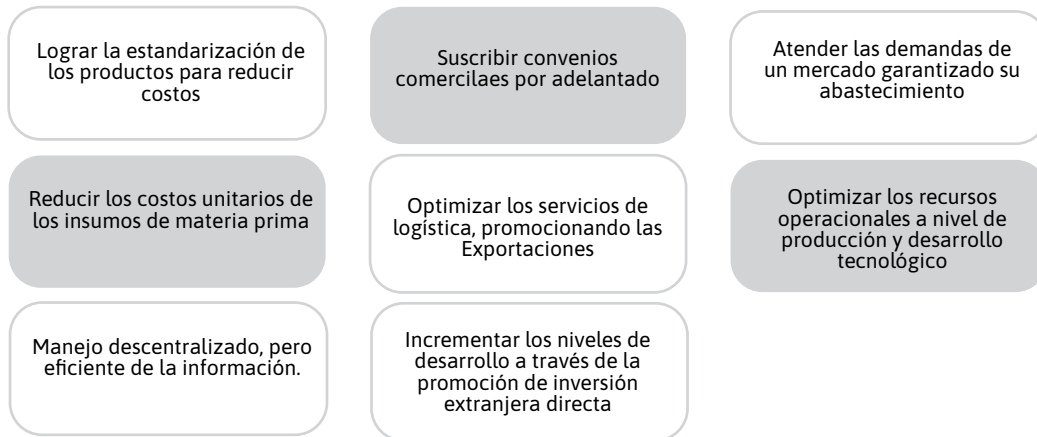 Lograr la estandarización de
los productos para reducir
costos
Suscribir convenios
comercilaes por adelantado
Atender las demandas de
un mercado garantizado su
abastecimiento
Reducir los costos unitarios de
los insumos de materia prima
Optimizar los servicios de
logística, promocionando las
Exportaciones
Optimizar los recursos
operacionales a nivel de
producción y desarrollo
tecnológico
Manejo descentralizado, pero
eficiente de la información.
Incrementar los niveles de
desarrollo a través de la
promoción de inversión
extranjera directa